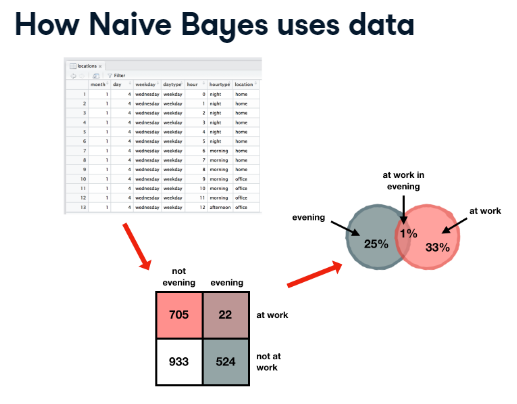 How Naive Bayes uses data
locations ×
Filter
month day weekday daytype hour hourtype location
1 1 4 wednesday weekday 0 night home
2 1 4 wednesday weekday 1 night home
3 1 4 wednesday weekday 2 night home
4 1 4 wednesday weekday 3 night home
5 1 4 wednesday weekday 4 night home
6 1 4 wednesday weekday 5 night home
7 1 4 wednesday weekday 6 morning home
8 1 4 wednesday weekday 7 morning home
9 1 4 wednesday weekday 8 morning home
10 1 4 wednesday weekday 9 morning office
11 1 4 wednesday weekday 10 morning office
12 1 4 wednesday weekday 11 morning office
13 1 4 wednesday weekday 12 afternoon office
at work in
evening
evening
at work
25%
1%
33%
not
evening
evening
705
22
at work
933
524
not at
work